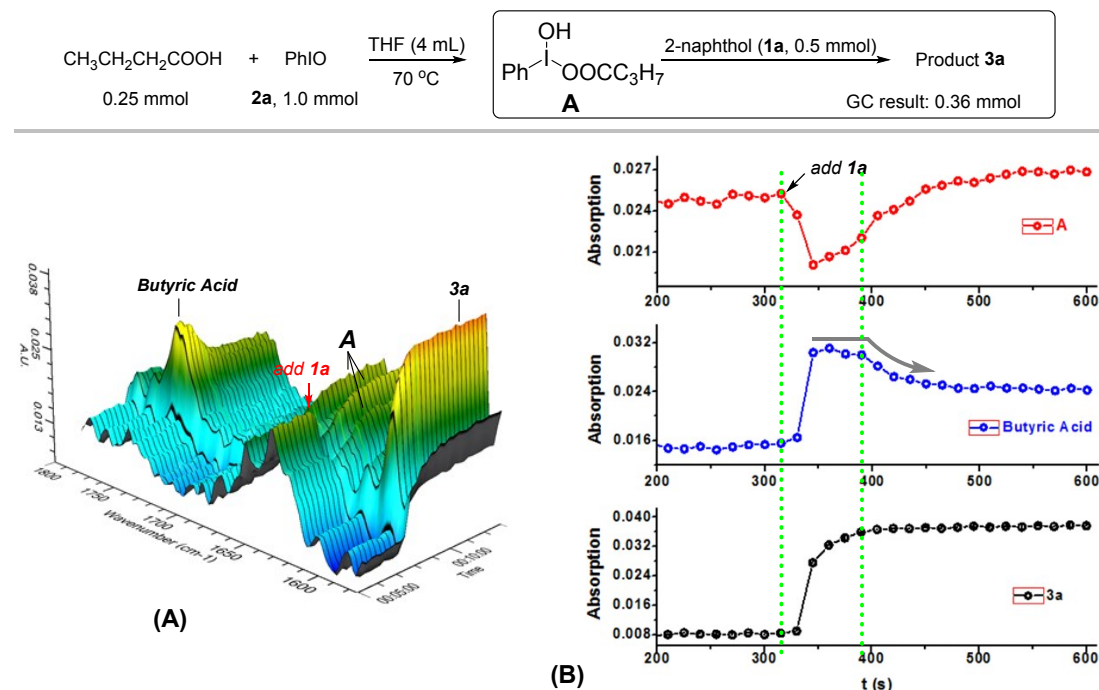 CH₃CH₂CH₂COOH + PhIO
0.25 mmol 2a, 1.0 mmol
THF (4 mL)
70 °C
OH
I
Ph OOCC₃H₇
A
2-naphthol (1a, 0.5 mmol)
Product 3a
GC result: 0.36 mmol
Butyric Acid
3a
A
add 1a
0.038
0.025
A.U.
0.013
1800
1750
1700
1650
1600
Wavenumber (cm-1)
00:05:00
00:10:00
Time
(A)
add 1a
0.027
0.024
0.021
Absorption
A
200 300 400 500 600
0.032
0.024
0.016
Absorption
Butyric Acid
200 300 400 500 600
0.040
0.032
0.024
0.016
0.008
Absorption
3a
200 300 400 500 600
t (s)
(B)